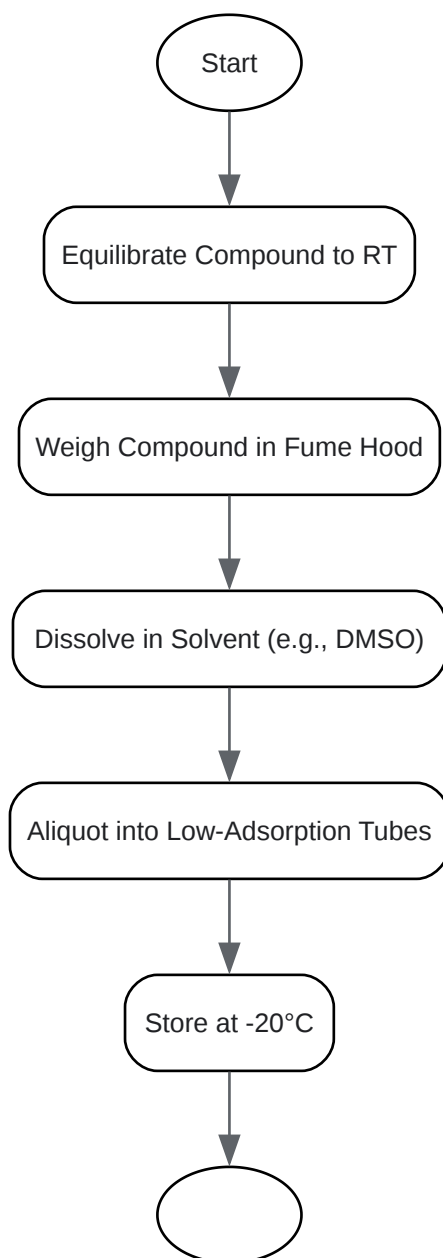 Start
Equilibrate Compound to RT
Weigh Compound in Fume Hood
Dissolve in Solvent (e.g., DMSO)
Aliquot into Low-Adsorption Tubes
Store at -20°C